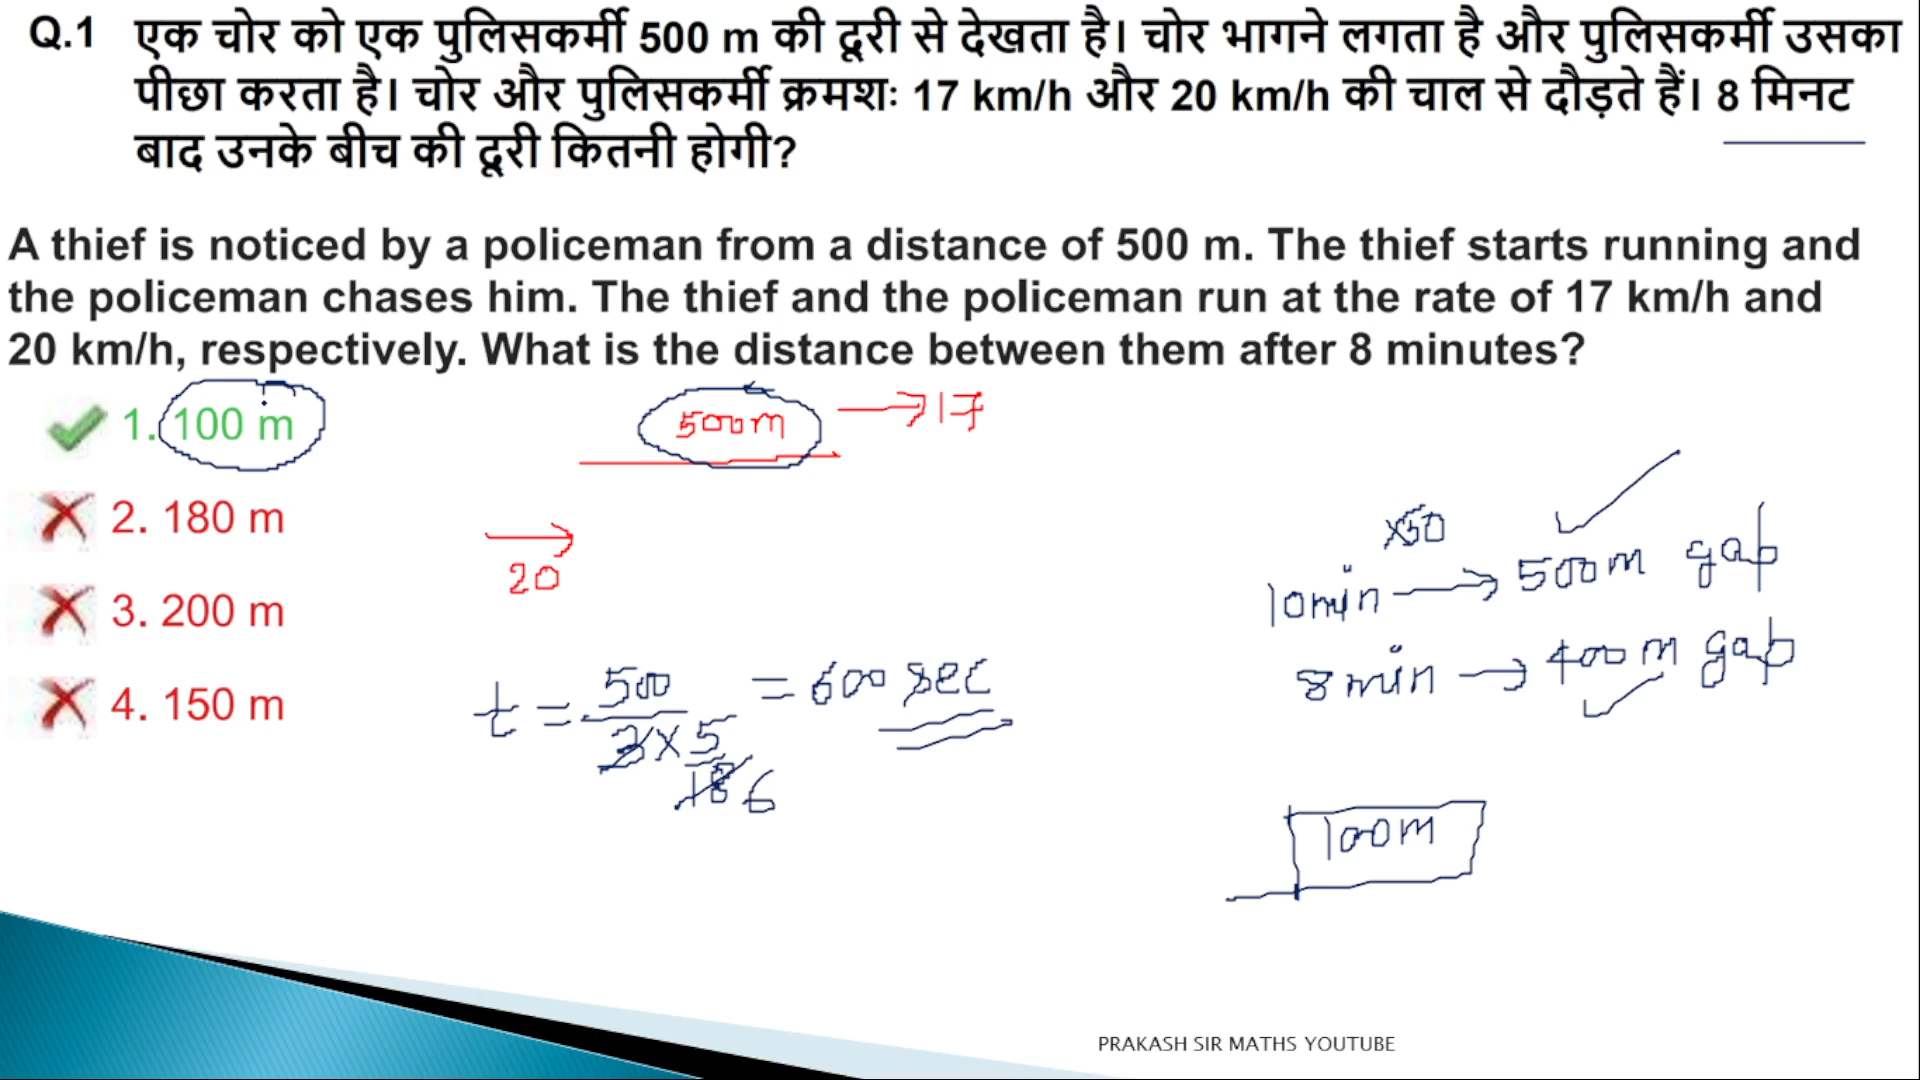 Q.1 एक चोर को एक पुलिसकर्मी 500 m की दूरी से देखता है। चोर भागने लगता है और पुलिसकर्मी उसका
पीछा करता है। चोर और पुलिसकर्मी क्रमशः 17 km/h और 20 km/h की चाल से दौड़ते हैं। 8 मिनट
बाद उनके बीच की दूरी कितनी होगी?
A thief is noticed by a policeman from a distance of 500 m. The thief starts running and
the policeman chases him. The thief and the policeman run at the rate of 17 km/h and
20 km/h, respectively. What is the distance between them after 8 minutes?
1. 100 m
2. 180 m
3. 200 m
4. 150 m
500m → 17
→
20
t = 500 = 600 sec
3 x 5
18 6
x50
10min → 500m gap
8 min → 400 m gap
100m
PRAKASH SIR MATHS YOUTUBE